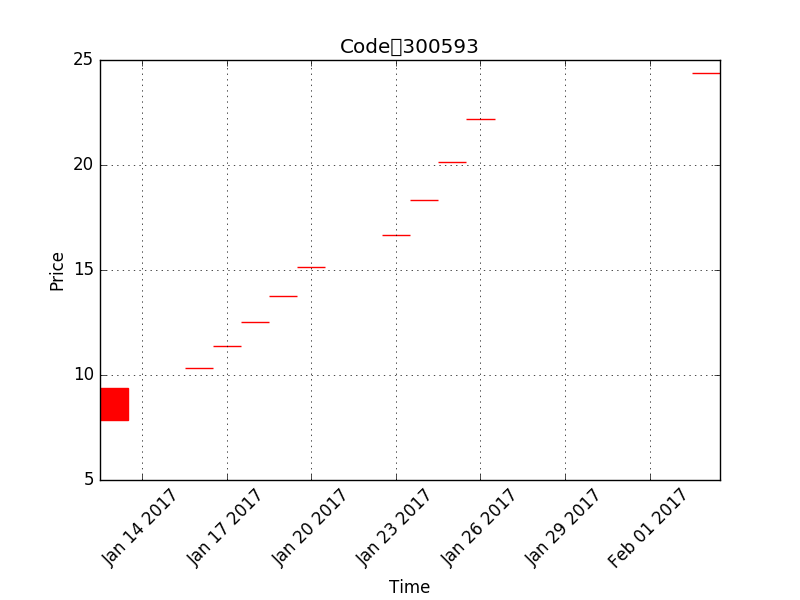 Code▯300593
25
20
15
10
5
Price
Jan 14 2017
Jan 17 2017
Jan 20 2017
Jan 23 2017
Jan 26 2017
Jan 29 2017
Feb 01 2017
Time